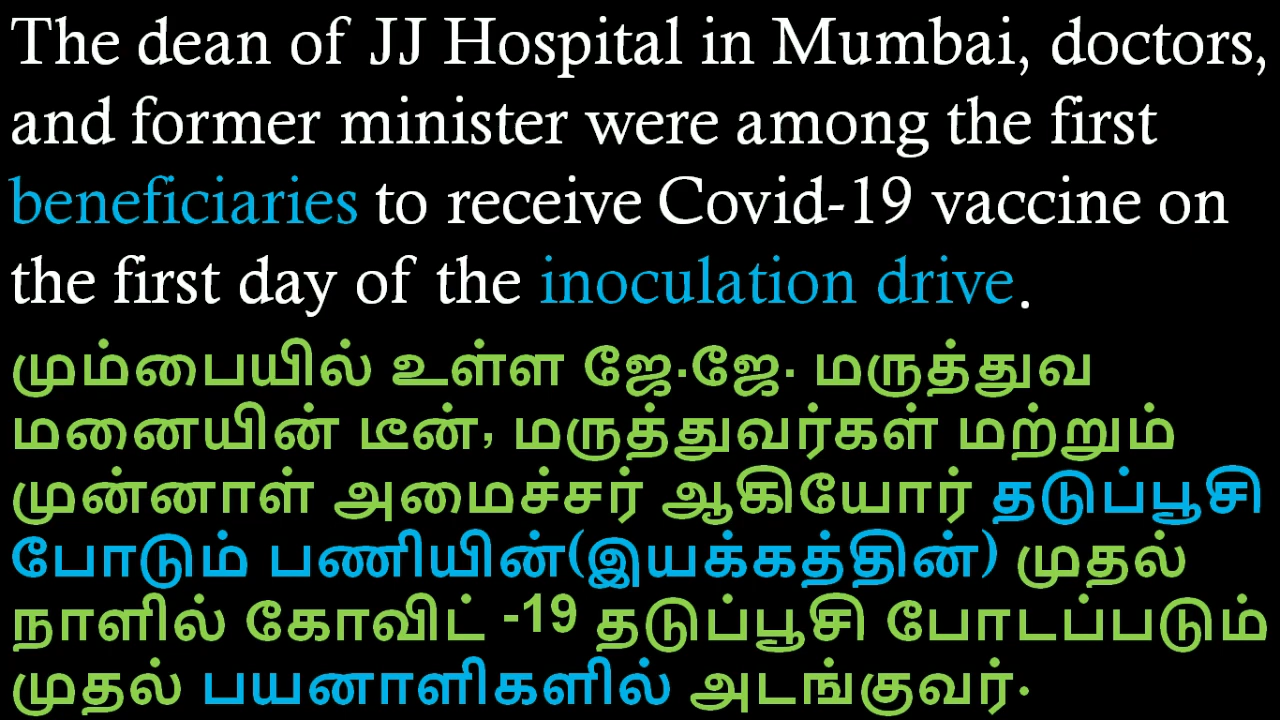 The dean of JJ Hospital in Mumbai, doctors,
and former minister were among the first
beneficiaries to receive Covid-19 vaccine on
the first day of the inoculation drive.
மும்பையில் உள்ள ஜே.ஜே. மருத்துவ
மனையின் டீன், மருத்துவர்கள் மற்றும்
முன்னாள் அமைச்சர் ஆகியோர் தடுப்பூசி
போடும் பணியின்(இயக்கத்தின்) முதல்
நாளில் கோவிட் -19 தடுப்பூசி போடப்படும்
முதல் பயனாளிகளில் அடங்குவர்.